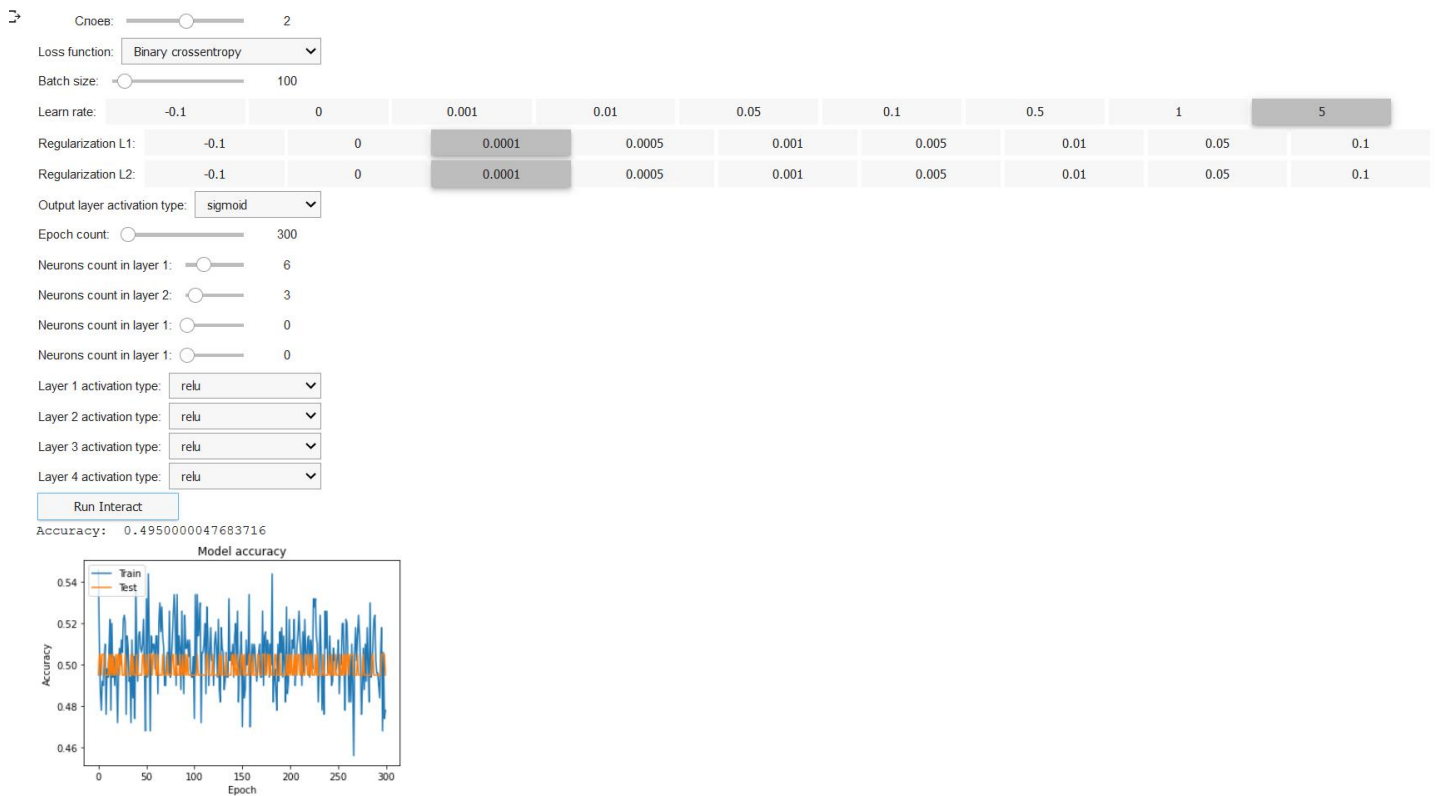 Слоев: 2
Loss function: Binary crossentropy
Batch size: 100
Learn rate: -0.1 0 0.001 0.01 0.05 0.1 0.5 1 5
Regularization L1: -0.1 0 0.0001 0.0005 0.001 0.005 0.01 0.05 0.1
Regularization L2: -0.1 0 0.0001 0.0005 0.001 0.005 0.01 0.05 0.1
Output layer activation type: sigmoid
Epoch count: 300
Neurons count in layer 1: 6
Neurons count in layer 2: 3
Neurons count in layer 1: 0
Neurons count in layer 1: 0
Layer 1 activation type: relu
Layer 2 activation type: relu
Layer 3 activation type: relu
Layer 4 activation type: relu
Run Interact
Accuracy: 0.4950000047683716
Model accuracy
Train
Test
0.54
0.52
0.50
0.48
0.46
Accuracy
0 50 100 150 200 250 300
Epoch